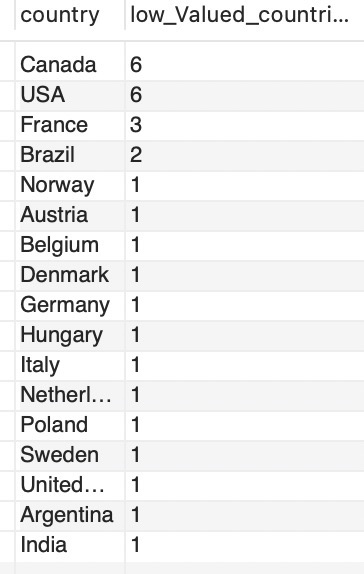 country low_Valued_countri...
Canada 6
USA 6
France 3
Brazil 2
Norway 1
Austria 1
Belgium 1
Denmark 1
Germany 1
Hungary 1
Italy 1
Netherl... 1
Poland 1
Sweden 1
United... 1
Argentina 1
India 1